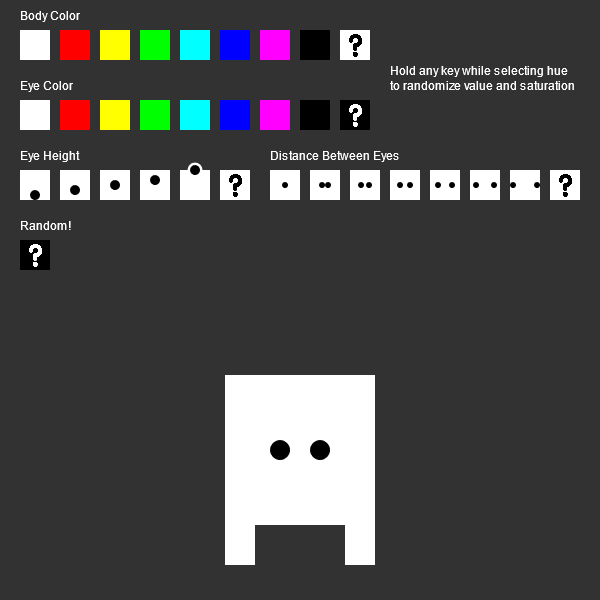 Body Color
?
Hold any key while selecting hue
to randomize value and saturation
Eye Color
?
Eye Height
?
Distance Between Eyes
?
Random!
?